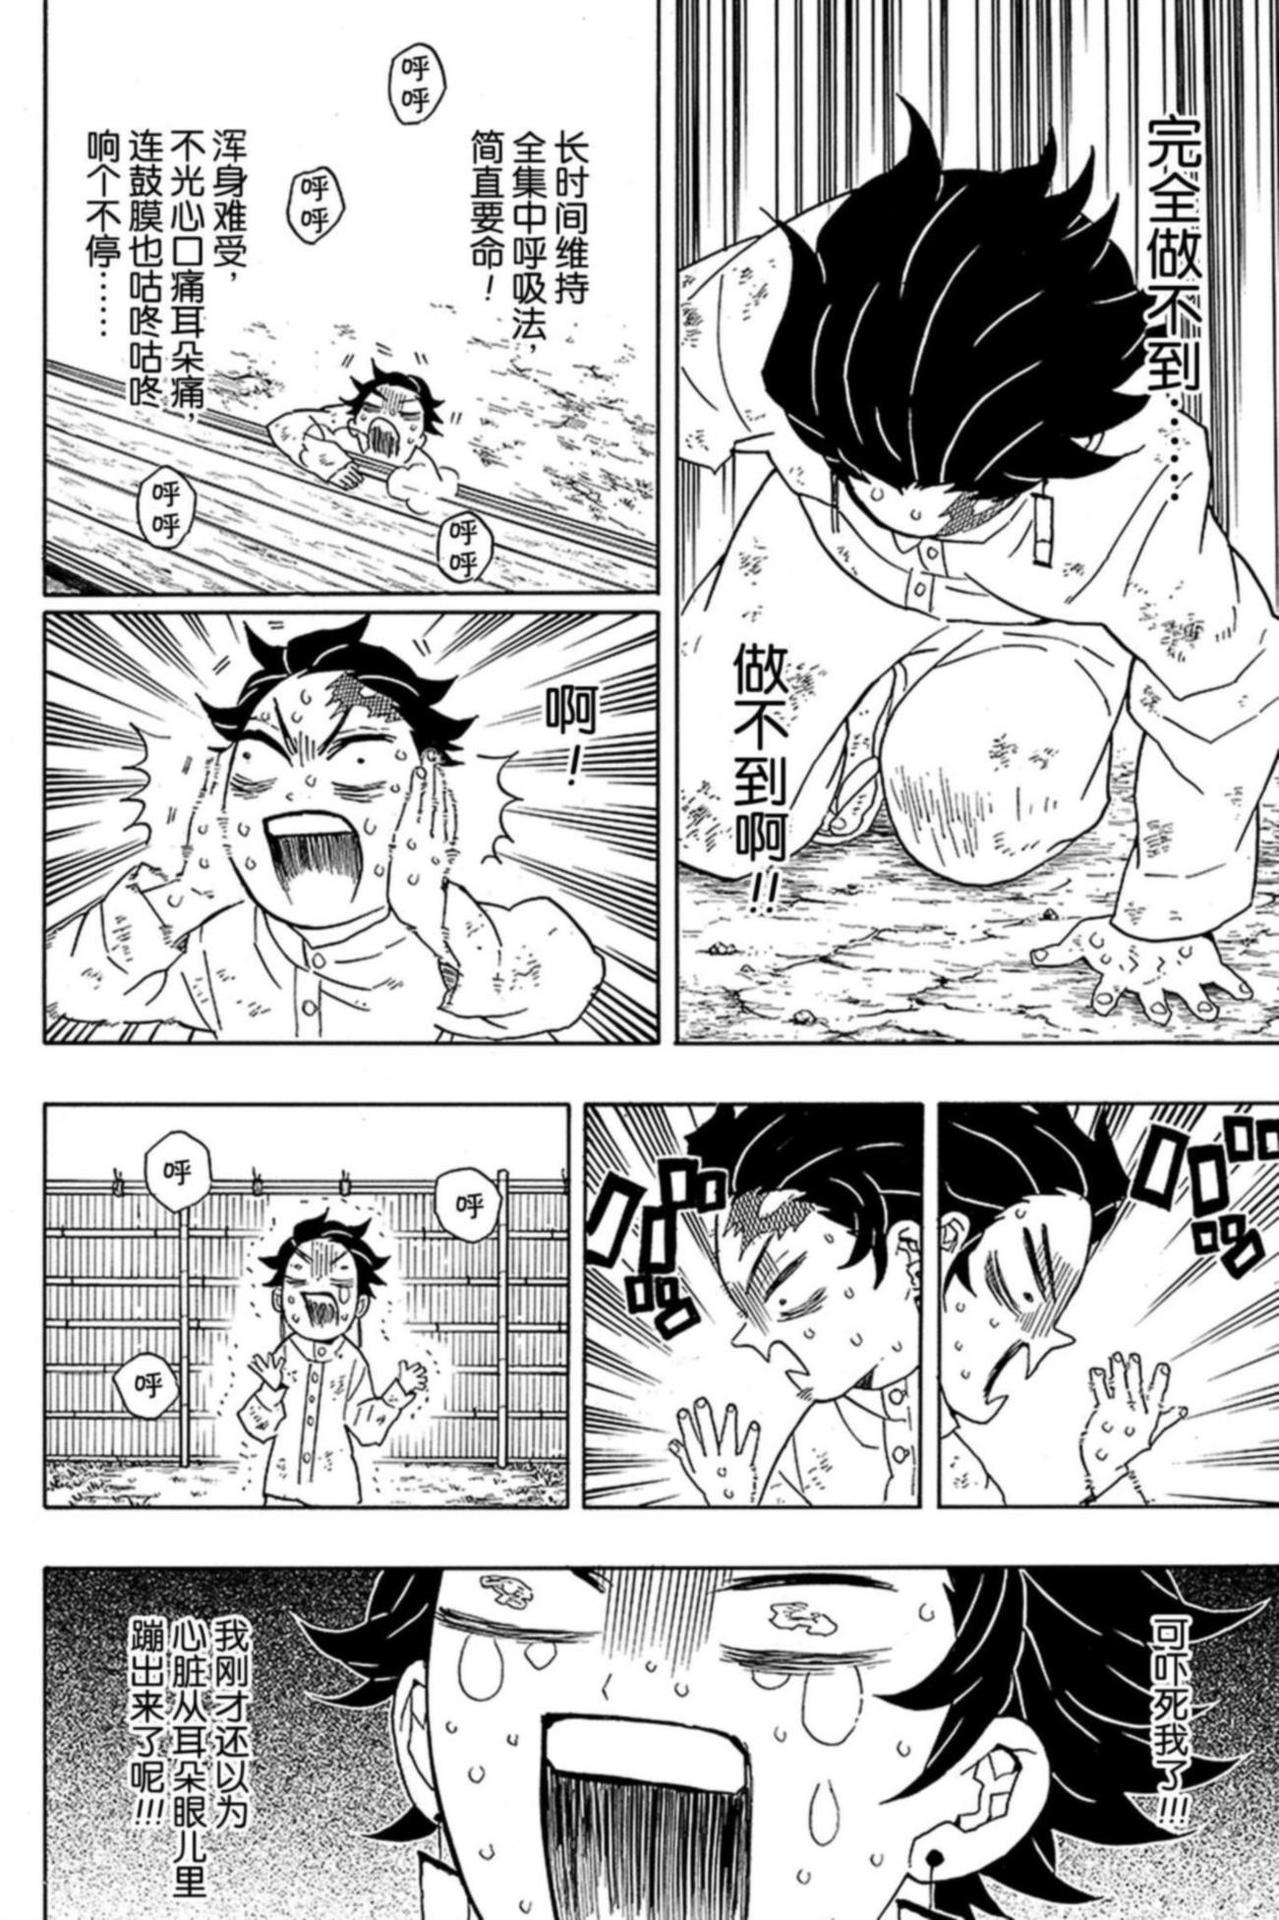 完全做不到……
做不到啊!!
长时间维持
全集中呼吸法，
简直要命！
浑身难受，
不光心口痛耳朵痛，
连鼓膜也咕咚咕咚
响个不停……
呼
呼
呼
呼
呼
呼
呼
呼
啊！
呼
呼
呼
可吓死我了!!!
我刚才还以为
心脏从耳朵眼儿里
蹦出来了呢!!!